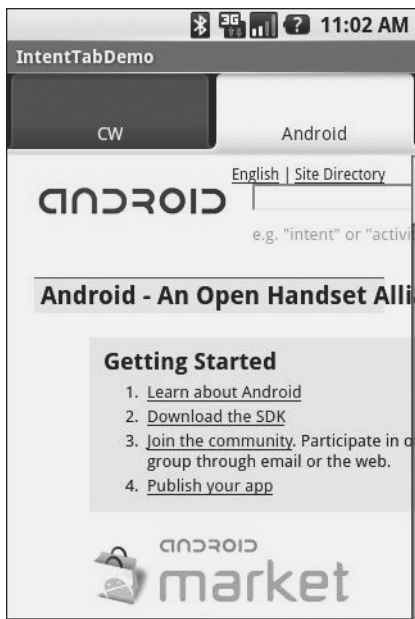 3G 11:02 AM
IntentTabDemo
CW Android
English | Site Directory
ANDROID
e.g. "intent" or "activi
Android - An Open Handset Alli
Getting Started
1. Learn about Android
2. Download the SDK
3. Join the community. Participate in
group through email or the web.
4. Publish your app
ANDROID
market